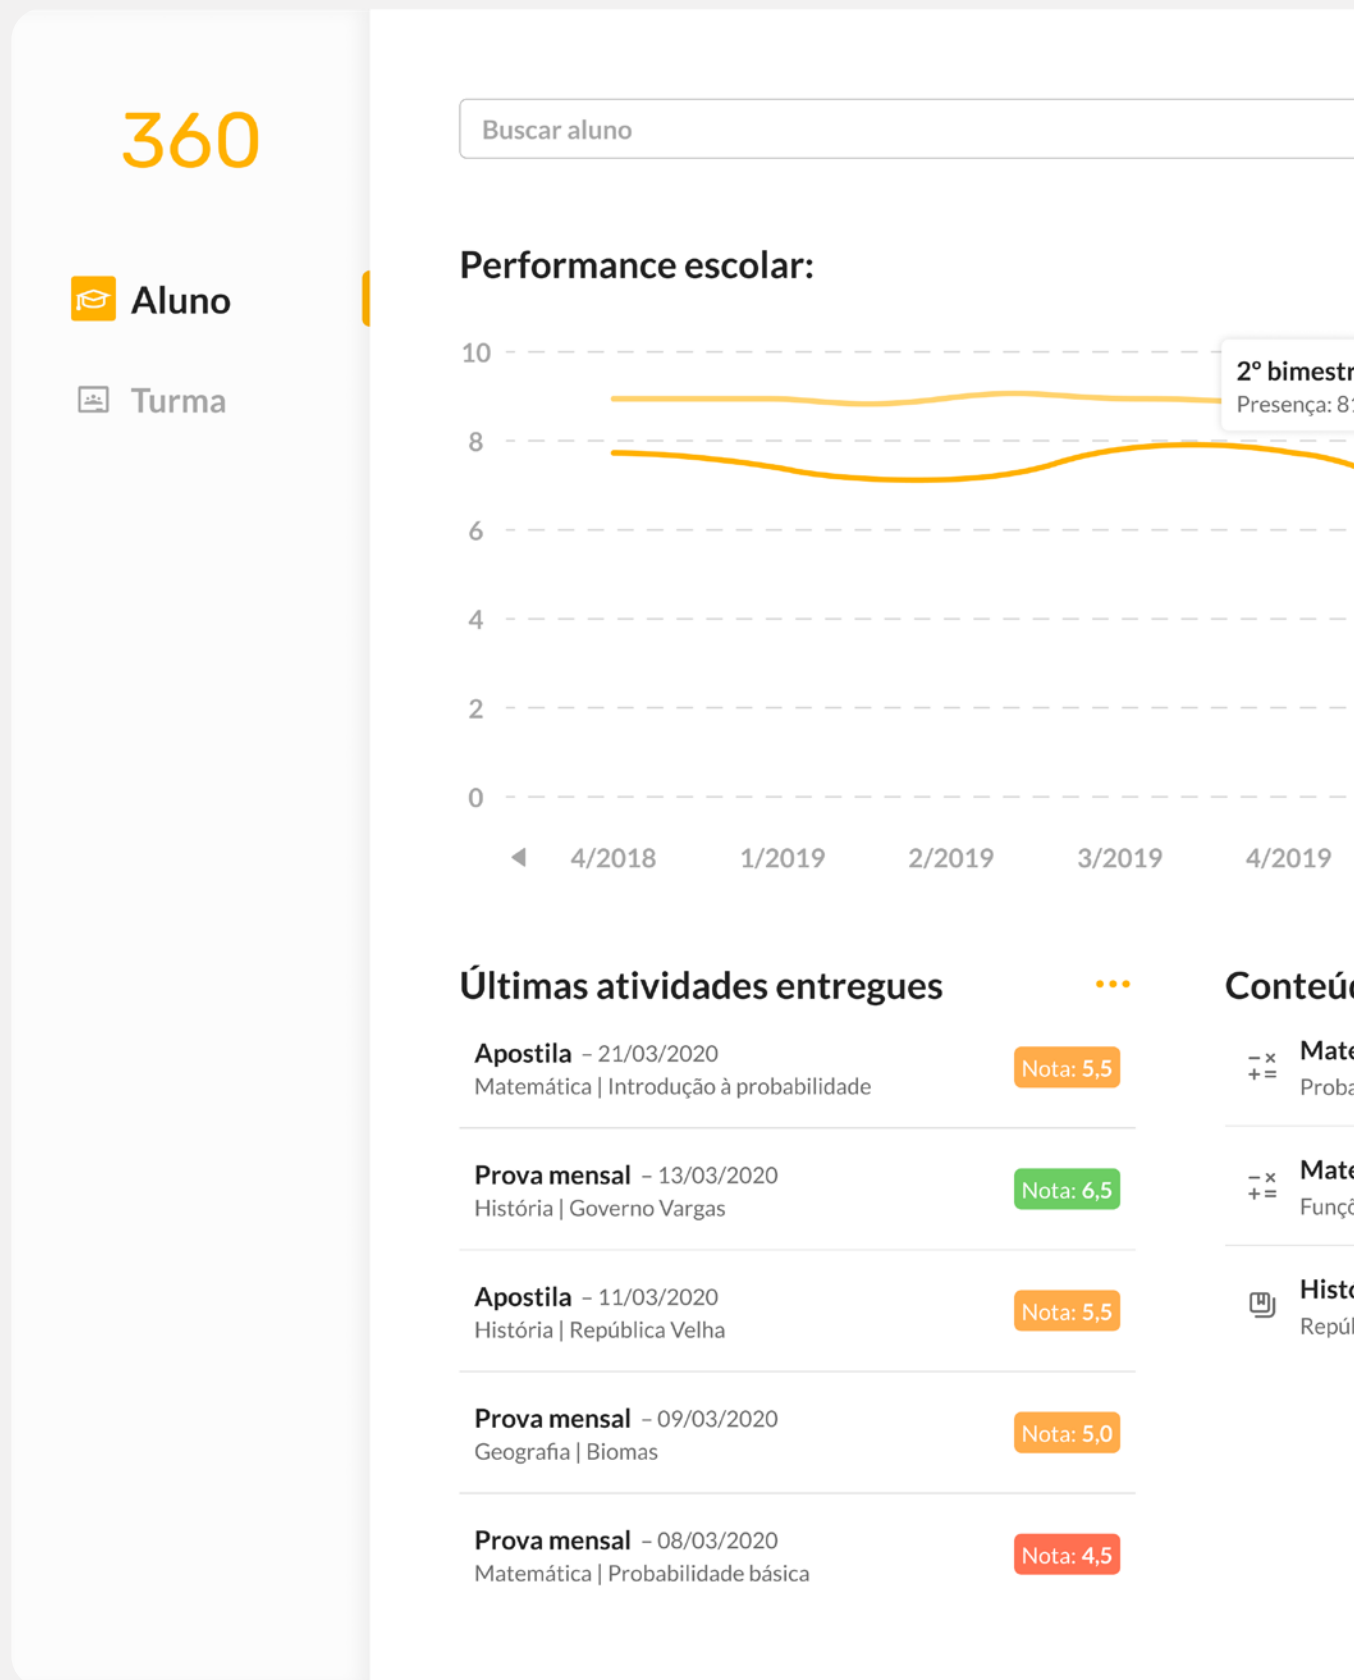 360
Aluno
Turma
Buscar aluno
Performance escolar:
10
8
6
4
2
0
2º bimestr
Presença: 81
4/2018
1/2019
2/2019
3/2019
4/2019
Últimas atividades entregues
Apostila – 21/03/2020
Matemática | Introdução à probabilidade
Nota: 5,5
Prova mensal – 13/03/2020
História | Governo Vargas
Nota: 6,5
Apostila – 11/03/2020
História | República Velha
Nota: 5,5
Prova mensal – 09/03/2020
Geografia | Biomas
Nota: 5,0
Prova mensal – 08/03/2020
Matemática | Probabilidade básica
Nota: 4,5